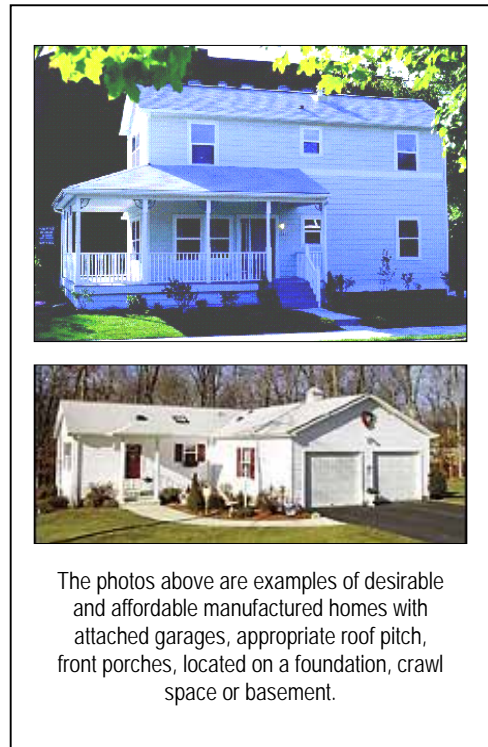 The photos above are examples of desirable
and affordable manufactured homes with
attached garages, appropriate roof pitch,
front porches, located on a foundation, crawl
space or basement.